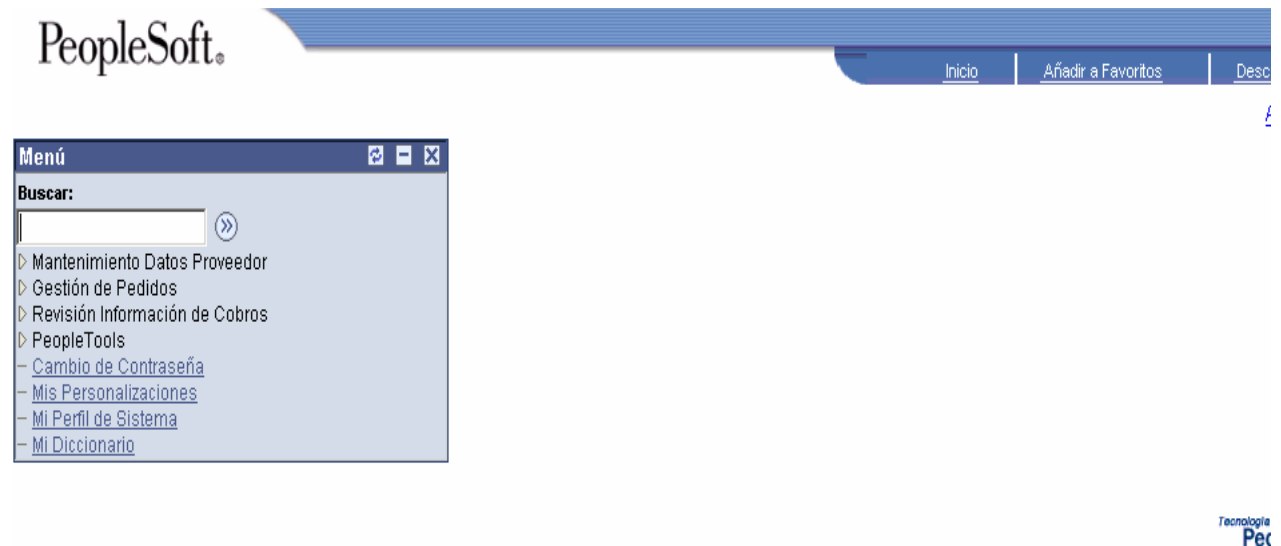 PeopleSoft®
Inicio
Añadir a Favoritos
Menú
Buscar:
Mantenimiento Datos Proveedor
Gestión de Pedidos
Revisión Información de Cobros
PeopleTools
Cambio de Contraseña
Mis Personalizaciones
Mi Perfil de Sistema
Mi Diccionario
Tecnología